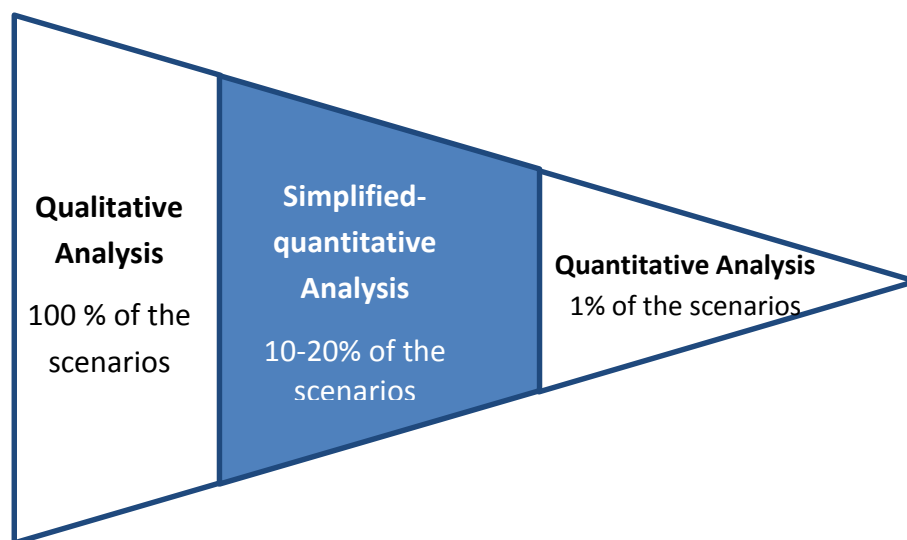 Qualitative
Analysis
100 % of the
scenarios
Simplified-
quantitative
Analysis
10-20% of the
scenarios
Quantitative Analysis
1% of the scenarios